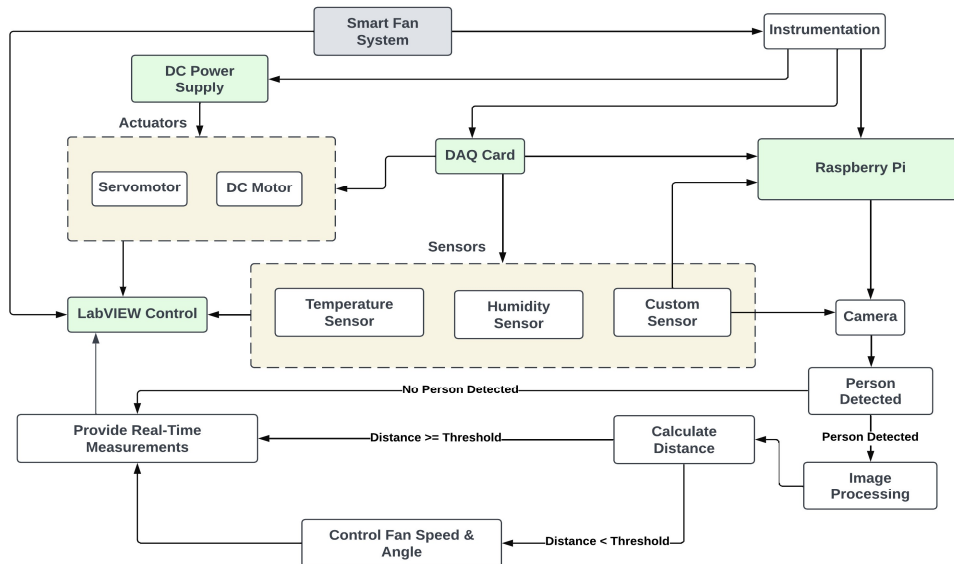 Smart Fan
System
Instrumentation
DC Power
Supply
Actuators
DAQ Card
Raspberry Pi
Servomotor
DC Motor
Sensors
Temperature
Sensor
Humidity
Sensor
Custom
Sensor
LabVIEW Control
Camera
No Person Detected
Person
Detected
Provide Real-Time
Measurements
Distance >= Threshold
Calculate
Distance
Person Detected
Image
Processing
Control Fan Speed &
Angle
Distance < Threshold